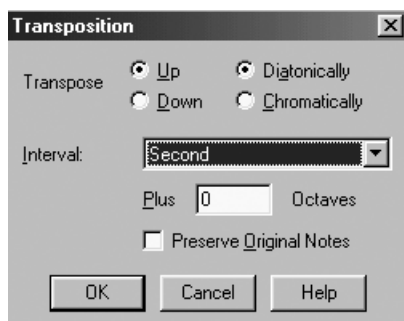 Transposition
Transpose Up Diatonically
Down Chromatically
Interval: Second
Plus 0 Octaves
Preserve Original Notes
OK Cancel Help